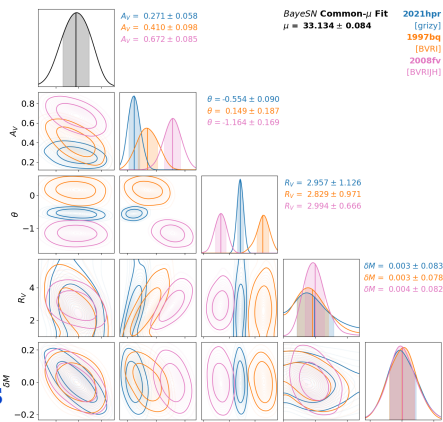 A_V = 0.271 ± 0.058
A_V = 0.410 ± 0.098
A_V = 0.672 ± 0.085
BayeSN Common-μ Fit
μ = 33.134 ± 0.084
2021hpr
[grizy]
1997bq
[BVRI]
2008fv
[BVRIJH]
θ = -0.554 ± 0.090
θ = 0.149 ± 0.187
θ = -1.164 ± 0.169
A_V
0.8
0.6
0.4
0.2
R_V = 2.957 ± 1.126
R_V = 2.829 ± 0.971
R_V = 2.994 ± 0.666
θ
0
−1
δM = 0.003 ± 0.083
δM = 0.003 ± 0.078
δM = 0.004 ± 0.082
R_V
4
2
δM
0.2
0.0
−0.2